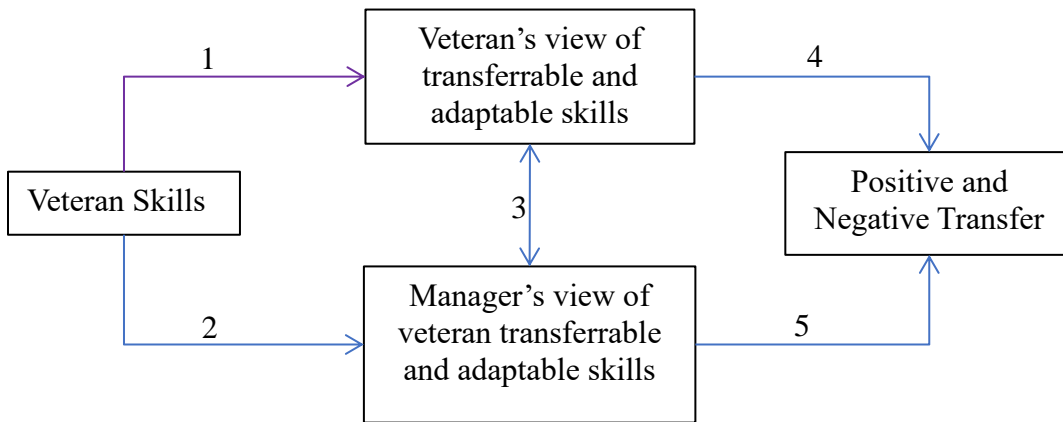 Veteran’s view of
transferrable and
adaptable skills
1
4
Veteran Skills
3
Positive and
Negative Transfer
Manager’s view of
veteran transferrable
and adaptable skills
2
5